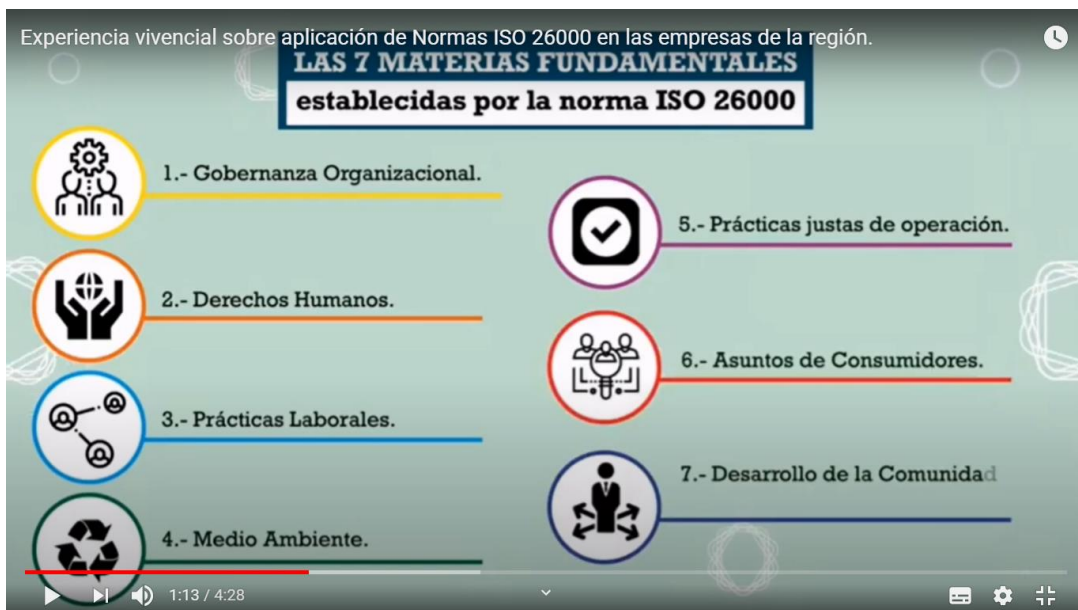 Experiencia vivencial sobre aplicación de Normas ISO 26000 en las empresas de la región.
LAS 7 MATERIAS FUNDAMENTALES
establecidas por la norma ISO 26000
1.- Gobernanza Organizacional.
2.- Derechos Humanos.
3.- Prácticas Laborales.
4.- Medio Ambiente.
5.- Prácticas justas de operación.
6.- Asuntos de Consumidores.
7.- Desarrollo de la Comunidad
1:13 / 4:28